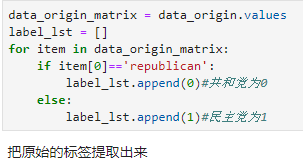 data_origin_matrix = data_origin.values
label_lst = []
for item in data_origin_matrix:
    if item[0]=='republican':
        label_lst.append(0)#共和党为0
    else:
        label_lst.append(1)#民主党为1
把原始的标签提取出来